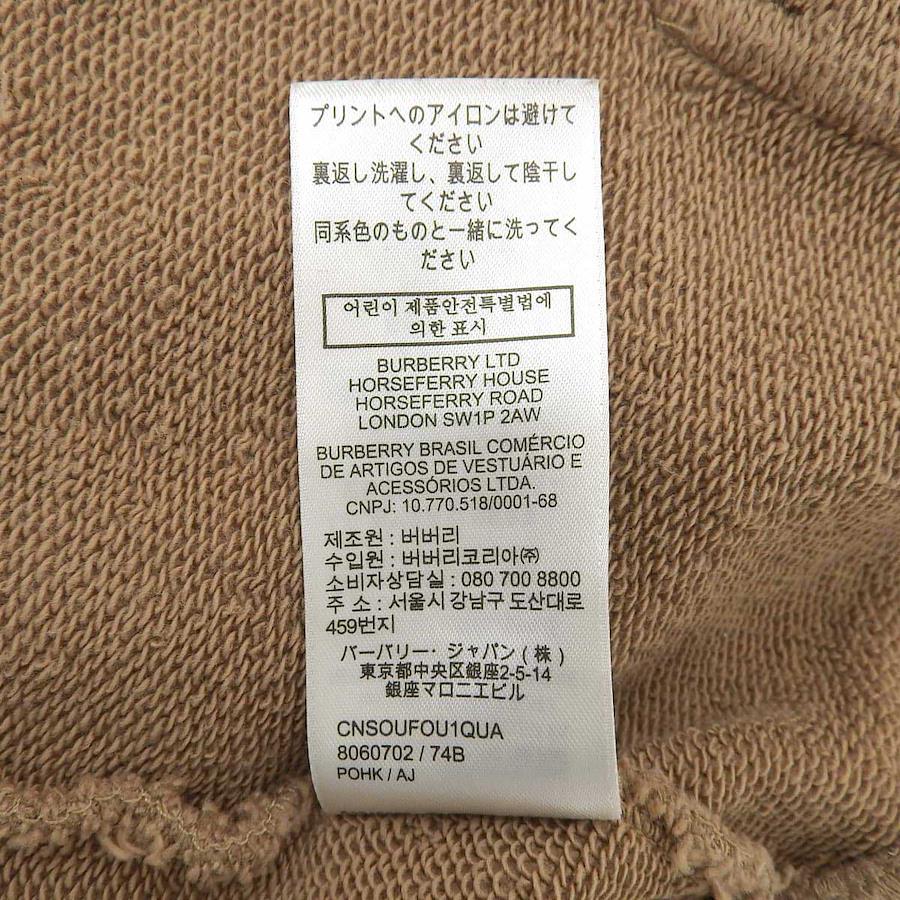 プリントへのアイロンは避けて
ください
裏返し洗濯し、裏返して陰干し
てください
同系色のものと一緒に洗ってく
ださい
어린이 제품안전특별법에
의한 표시
BURBERRY LTD
HORSEFERRY HOUSE
HORSEFERRY ROAD
LONDON SW1P 2AW
BURBERRY BRASIL COMÉRCIO
DE ARTIGOS DE VESTUÁRIO E
ACESSÓRIOS LTDA.
CNPJ: 10.770.518/0001-68
제조원 : 버버리
수입원 : 버버리코리아㈜
소비자상담실 : 080 700 8800
주 소 : 서울시 강남구 도산대로
459번지
バーバリー・ジャパン(株)
東京都中央区銀座2-5-14
銀座マロニエビル
CNSOUFOU1QUA
8060702 / 74B
POHK / AJ